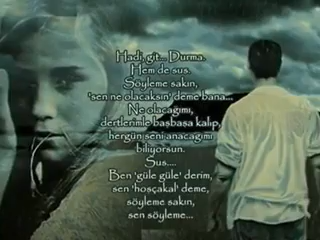 Hadi, git... Durma.
Hem de sus.
Söyleme sakın,
'sen ne olacaksın' deme bana...
Ne olacağımı,
dertlerimle başbaşa kalıp,
hergün seni anacağımı
biliyorsun.
Sus....
Ben 'güle güle' derim,
sen 'hoşçakal' deme,
söyleme sakın,
sen söyleme...